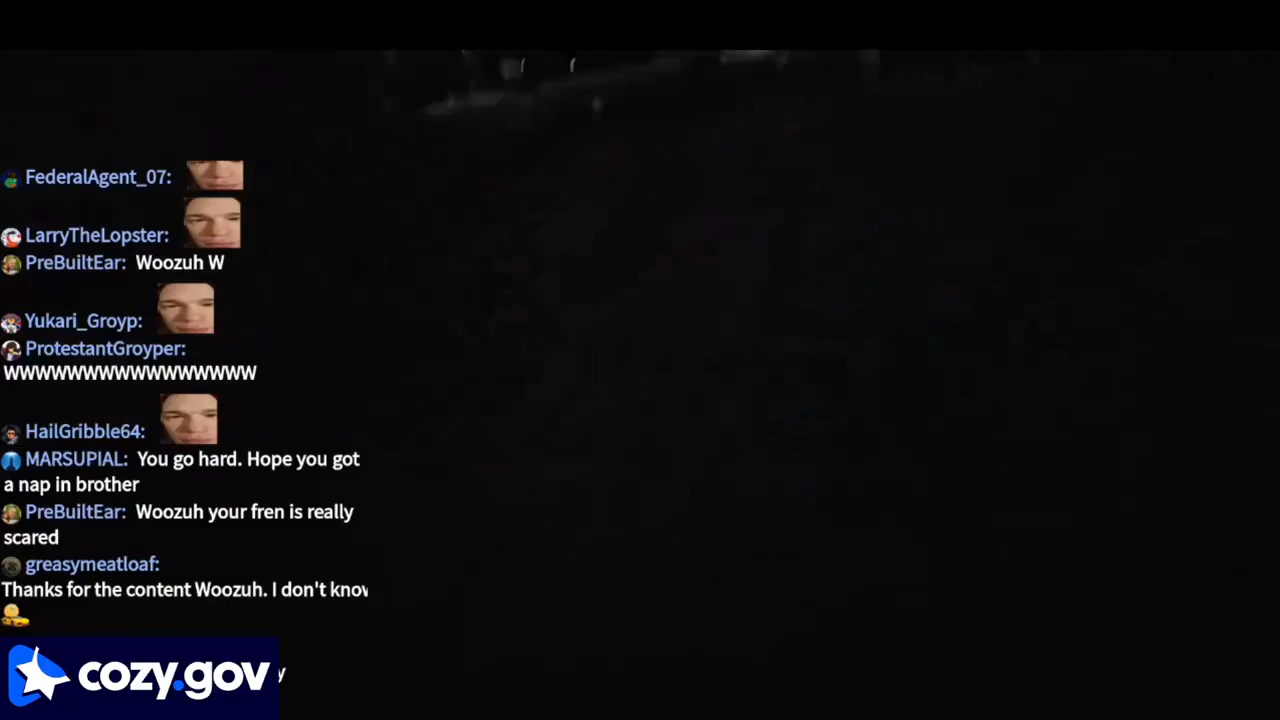 FederalAgent_07:
LarryTheLopster:
PreBuiltEar: Woozuh W
Yukari_Groyp:
ProtestantGroyper:
WWWWWWWWWWWWWWWW
HailGribble64:
MARSUPIAL: You go hard. Hope you got
a nap in brother
PreBuiltEar: Woozuh your fren is really
scared
greasymeatloaf:
Thanks for the content Woozuh. I don't know
cozy.gov